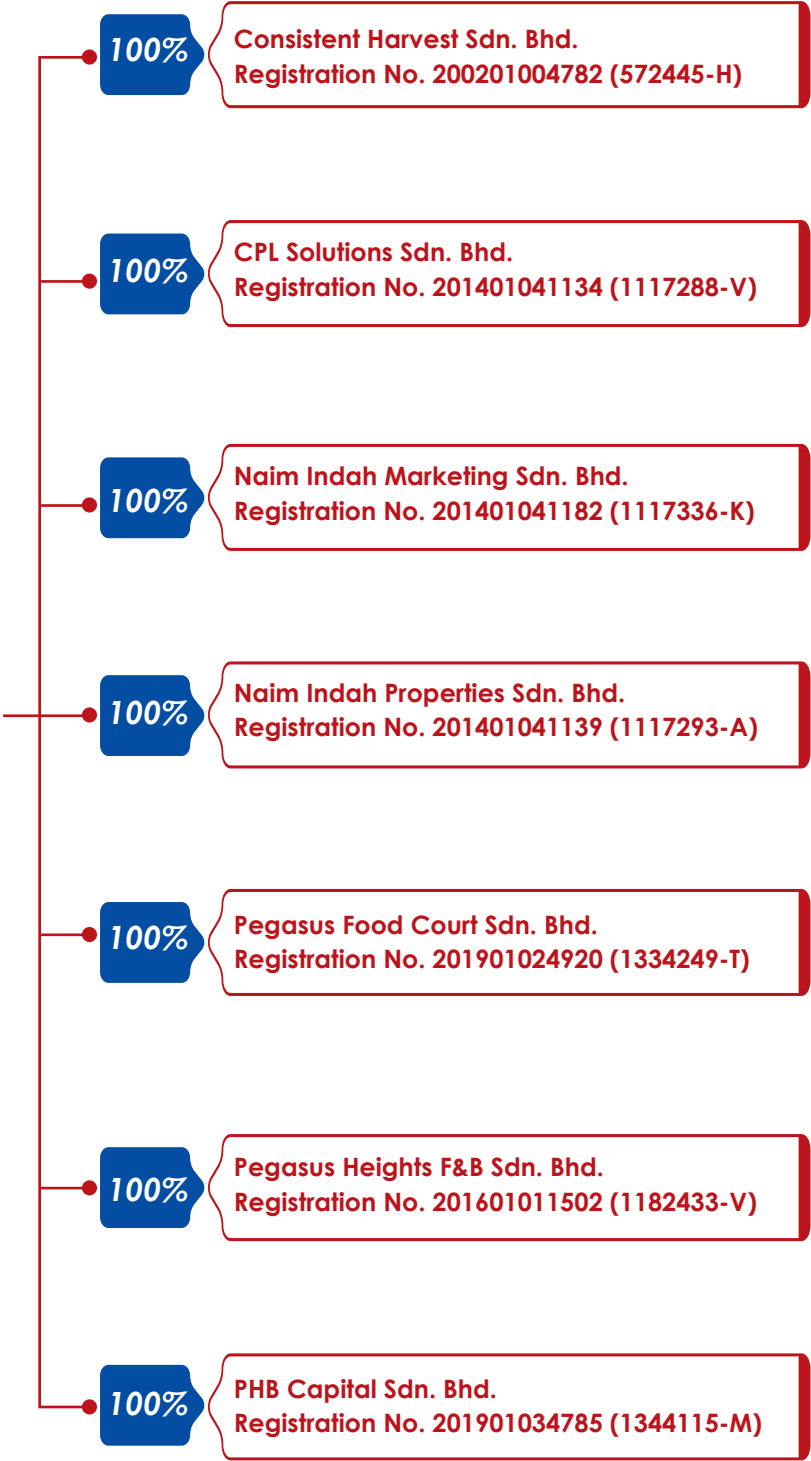 100%
Consistent Harvest Sdn. Bhd.
Registration No. 200201004782 (572445-H)
100%
CPL Solutions Sdn. Bhd.
Registration No. 201401041134 (1117288-V)
100%
Naim Indah Marketing Sdn. Bhd.
Registration No. 201401041182 (1117336-K)
100%
Naim Indah Properties Sdn. Bhd.
Registration No. 201401041139 (1117293-A)
100%
Pegasus Food Court Sdn. Bhd.
Registration No. 201901024920 (1334249-T)
100%
Pegasus Heights F&B Sdn. Bhd.
Registration No. 201601011502 (1182433-V)
100%
PHB Capital Sdn. Bhd.
Registration No. 201901034785 (1344115-M)